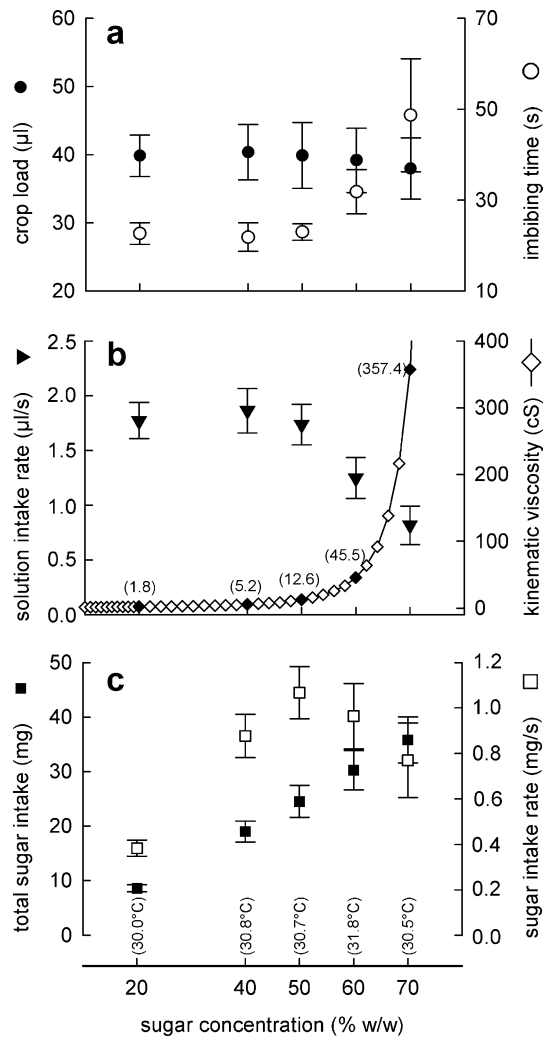 a
60
50
40
30
20
crop load (µl)
70
50
30
10
imbibing time (s)
b
2.5
2.0
1.5
1.0
0.5
0.0
solution intake rate (µl/s)
400
300
200
100
0
kinematic viscosity (cS)
(1.8)
(5.2)
(12.6)
(45.5)
(357.4)
c
50
40
30
20
10
0
total sugar intake (mg)
1.2
1.0
0.8
0.6
0.4
0.2
0.0
sugar intake rate (mg/s)
(30.0°C)
(30.8°C)
(30.7°C)
(31.8°C)
(30.5°C)
20 40 50 60 70
sugar concentration (% w/w)